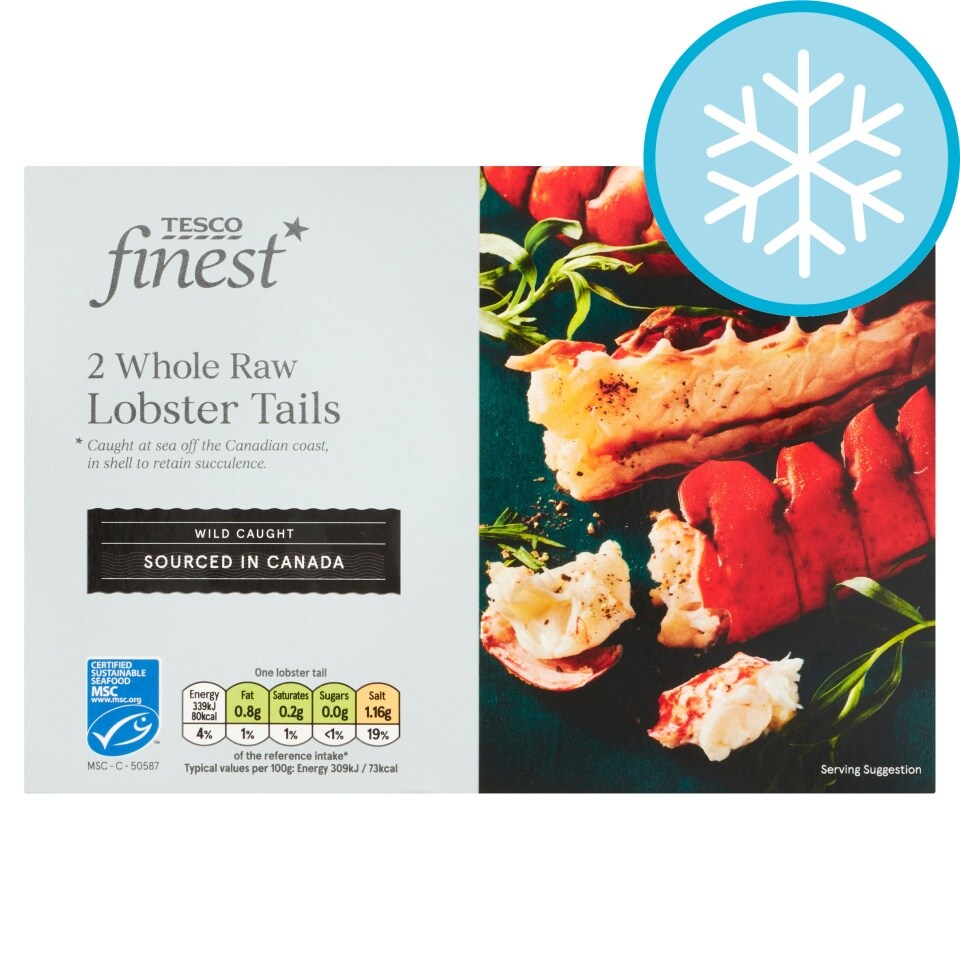 TESCO
finest*
2 Whole Raw
Lobster Tails
* Caught at sea off the Canadian coast,
in shell to retain succulence.
WILD CAUGHT
SOURCED IN CANADA
CERTIFIED
SUSTAINABLE
SEAFOOD
MSC
www.msc.org
TM
MSC - C - 50587
One lobster tail
Energy Fat Saturates Sugars Salt
339kJ
80kcal 0.8g 0.2g 0.0g 1.16g
4% 1% 1% <1% 19%
of the reference intake*
Typical values per 100g: Energy 309kJ / 73kcal
Serving Suggestion